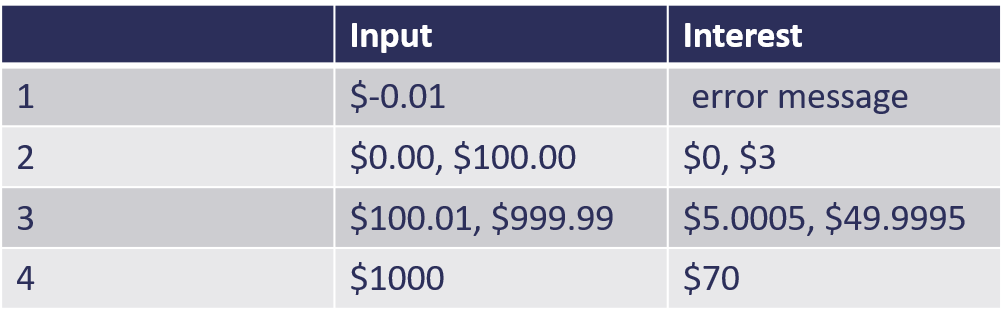 Input Interest
1 $-0.01 error message
2 $0.00, $100.00 $0, $3
3 $100.01, $999.99 $5.0005, $49.9995
4 $1000 $70